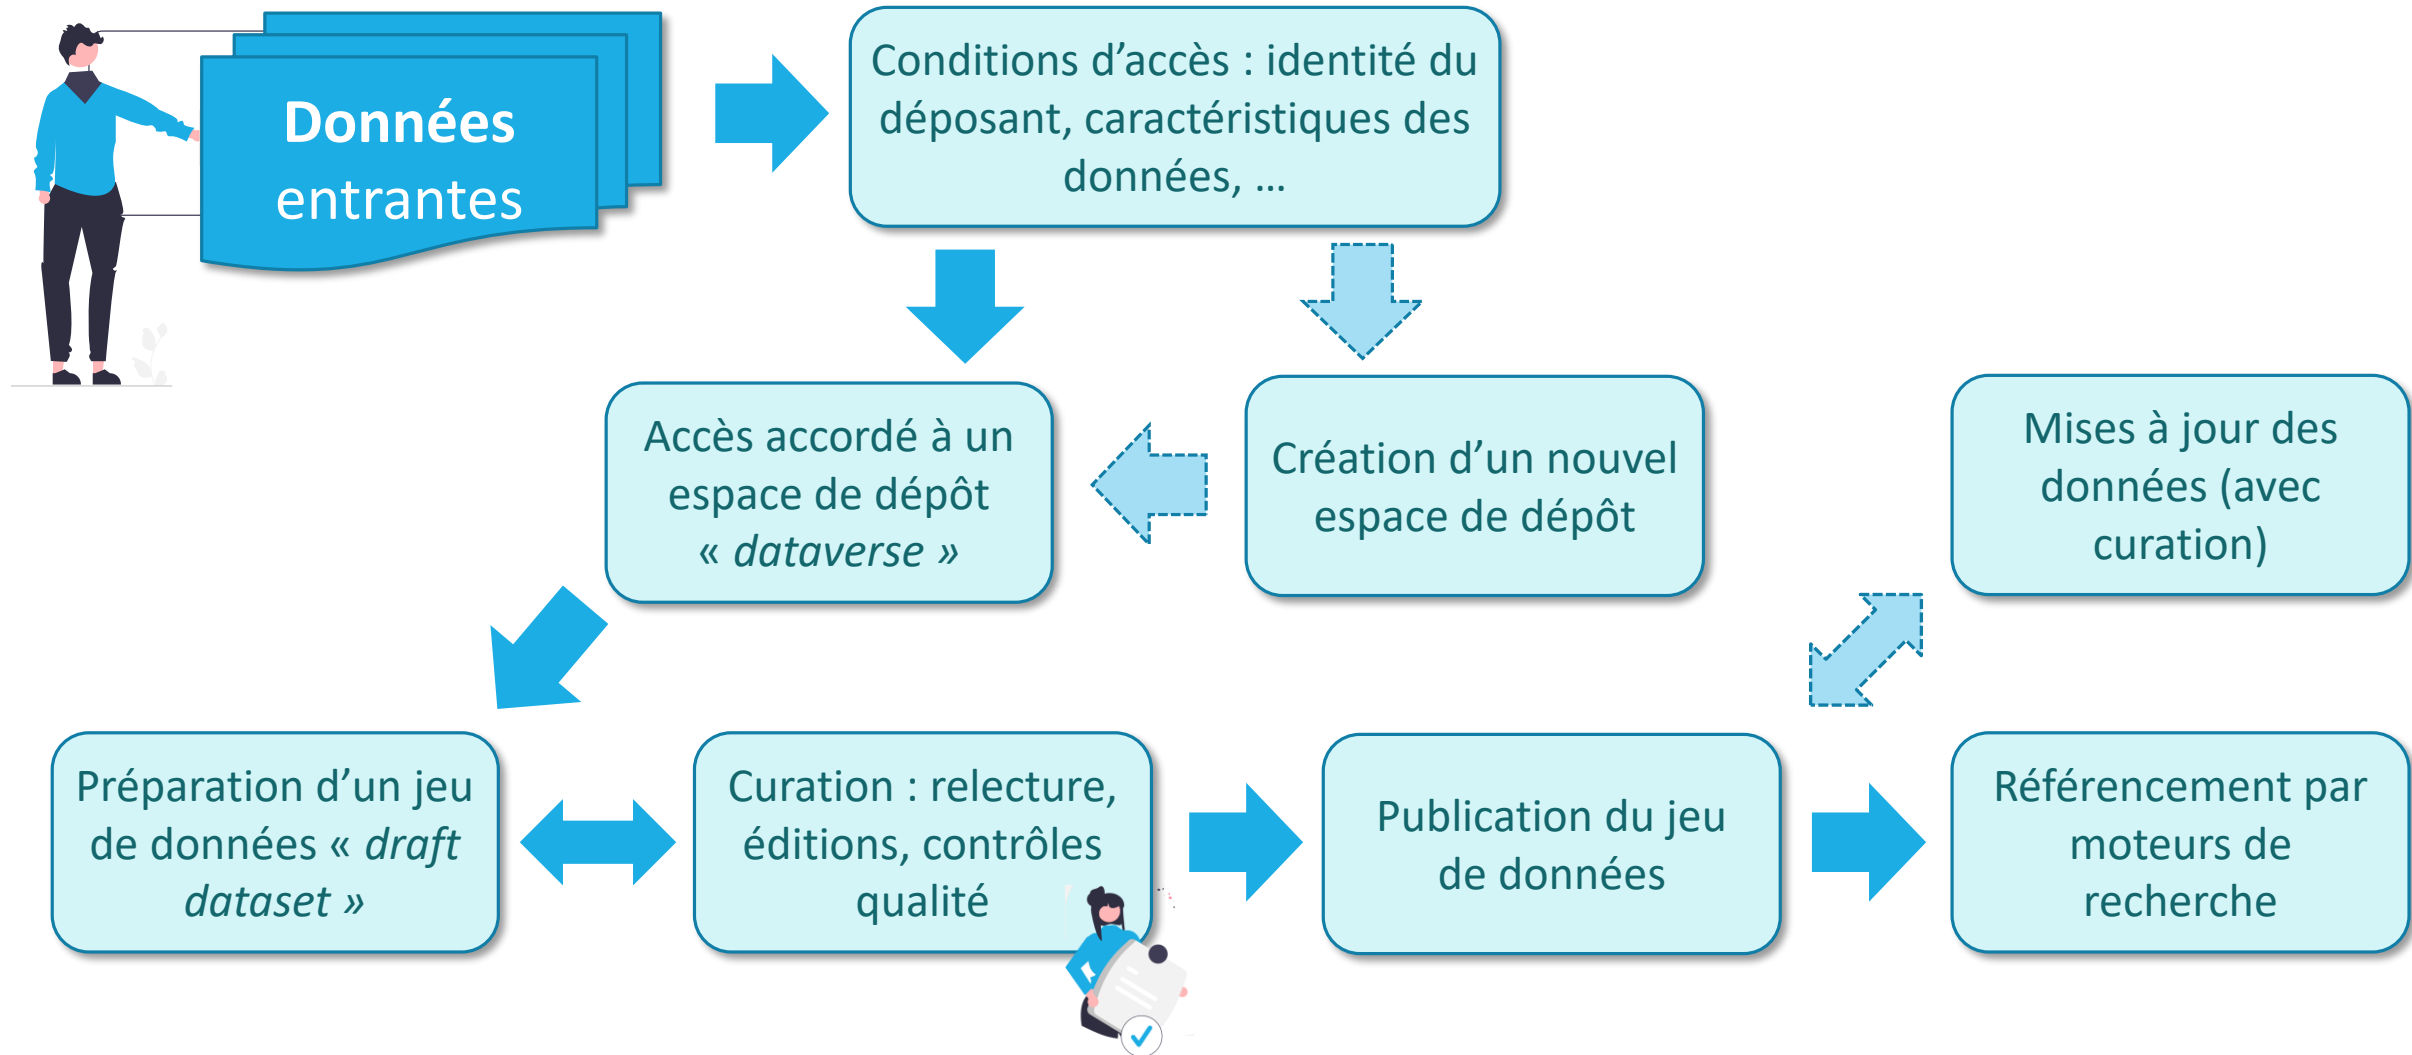 Données
entrantes
Conditions d’accès : identité du
déposant, caractéristiques des
données, …
Accès accordé à un
espace de dépôt
« dataverse »
Création d’un nouvel
espace de dépôt
Mises à jour des
données (avec
curation)
Préparation d’un jeu
de données « draft
dataset »
Curation : relecture,
éditions, contrôles
qualité
Publication du jeu
de données
Référencement par
moteurs de
recherche